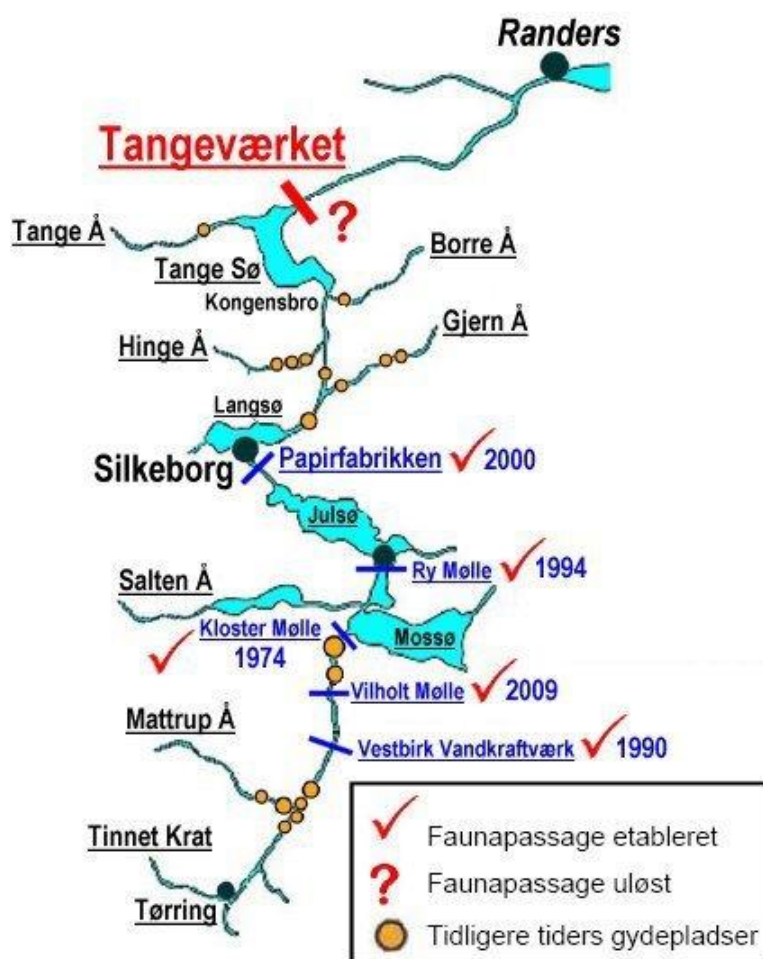 Randers
Tangeværket
?
Tange Å
Borre Å
Tange Sø
Kongensbro
Gjern Å
Hinge Å
Langsø
Silkeborg
Papirfabrikken 2000
Julsø
Ry Mølle 1994
Salten Å
Kloster Mølle
1974
Mossø
Vilholt Mølle 2009
Mattrup Å
Vestbirk Vandkraftværk 1990
Tinnet Krat
Tørring
Faunapassage etableret
? Faunapassage uløst
Tidligere tiders gydepladser